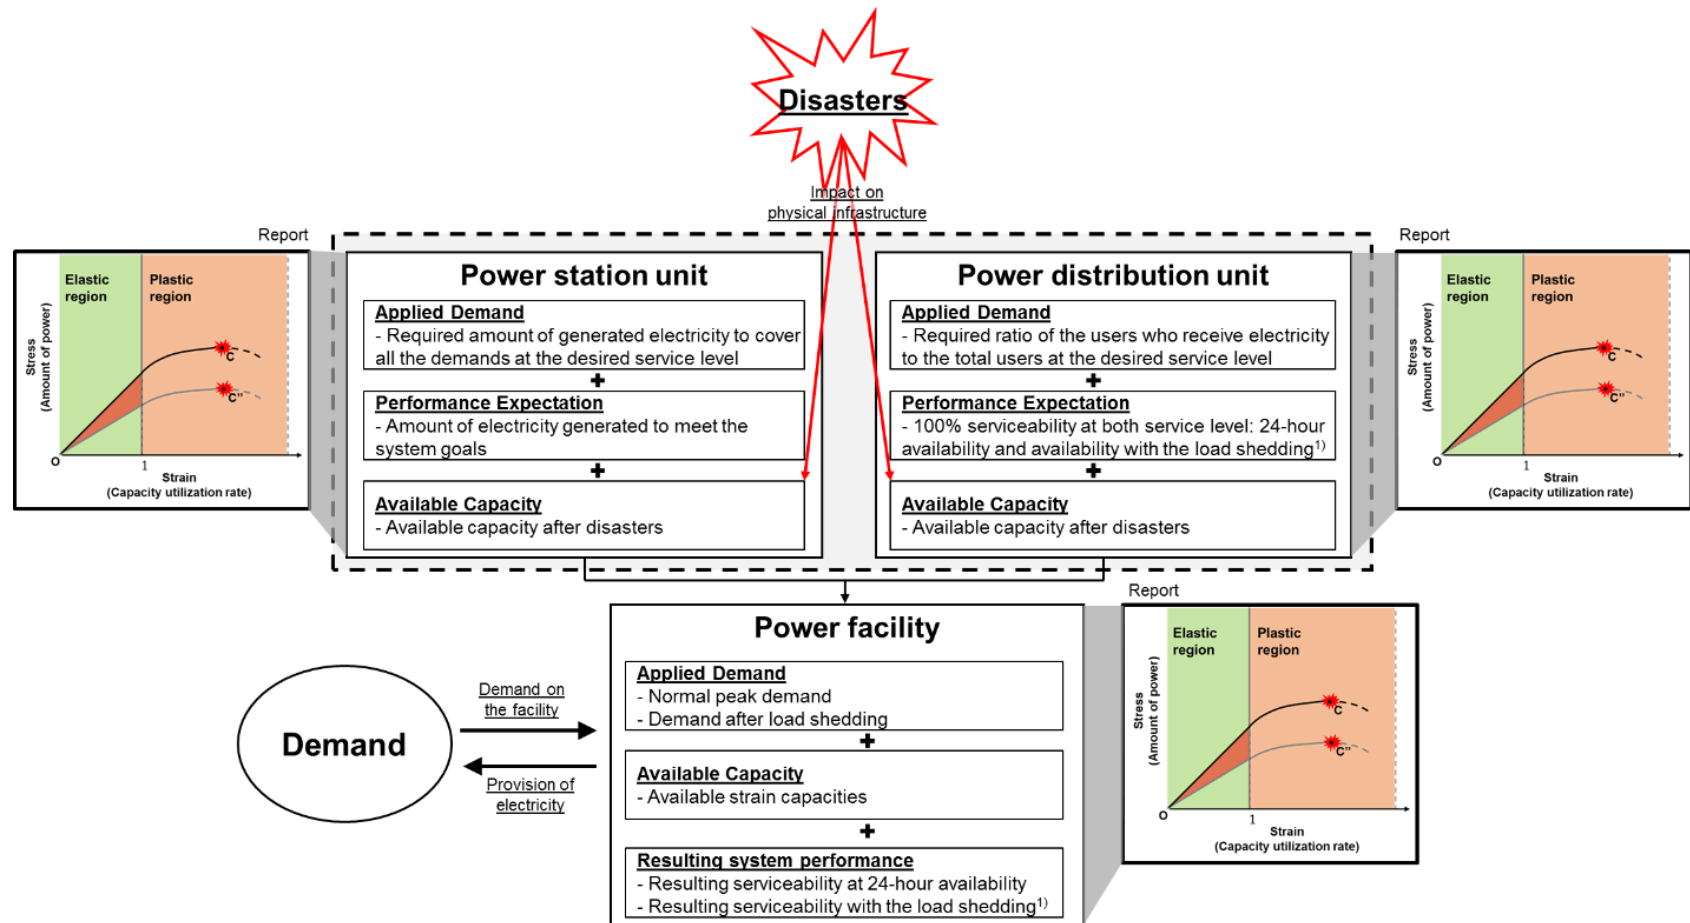 Disasters
Impact on
physical infrastructure
Report
Elastic
region
Plastic
region
Stress
(Amount of power)
C
C"
O
1
Strain
(Capacity utilization rate)
Power station unit
Applied Demand
- Required amount of generated electricity to cover
all the demands at the desired service level
+
Performance Expectation
- Amount of electricity generated to meet the
system goals
+
Available Capacity
- Available capacity after disasters
Power distribution unit
Applied Demand
- Required ratio of the users who receive electricity
to the total users at the desired service level
+
Performance Expectation
- 100% serviceability at both service level: 24-hour
availability and availability with the load shedding¹⁾
+
Available Capacity
- Available capacity after disasters
Report
Elastic
region
Plastic
region
Stress
(Amount of power)
C
C"
O
1
Strain
(Capacity utilization rate)
Demand
Demand on
the facility
Provision of
electricity
Power facility
Applied Demand
- Normal peak demand
- Demand after load shedding
+
Available Capacity
- Available strain capacities
+
Resulting system performance
- Resulting serviceability at 24-hour availability
- Resulting serviceability with the load shedding¹⁾
Report
Elastic
region
Plastic
region
Stress
(Amount of power)
C
C"
O
1
Strain
(Capacity utilization rate)